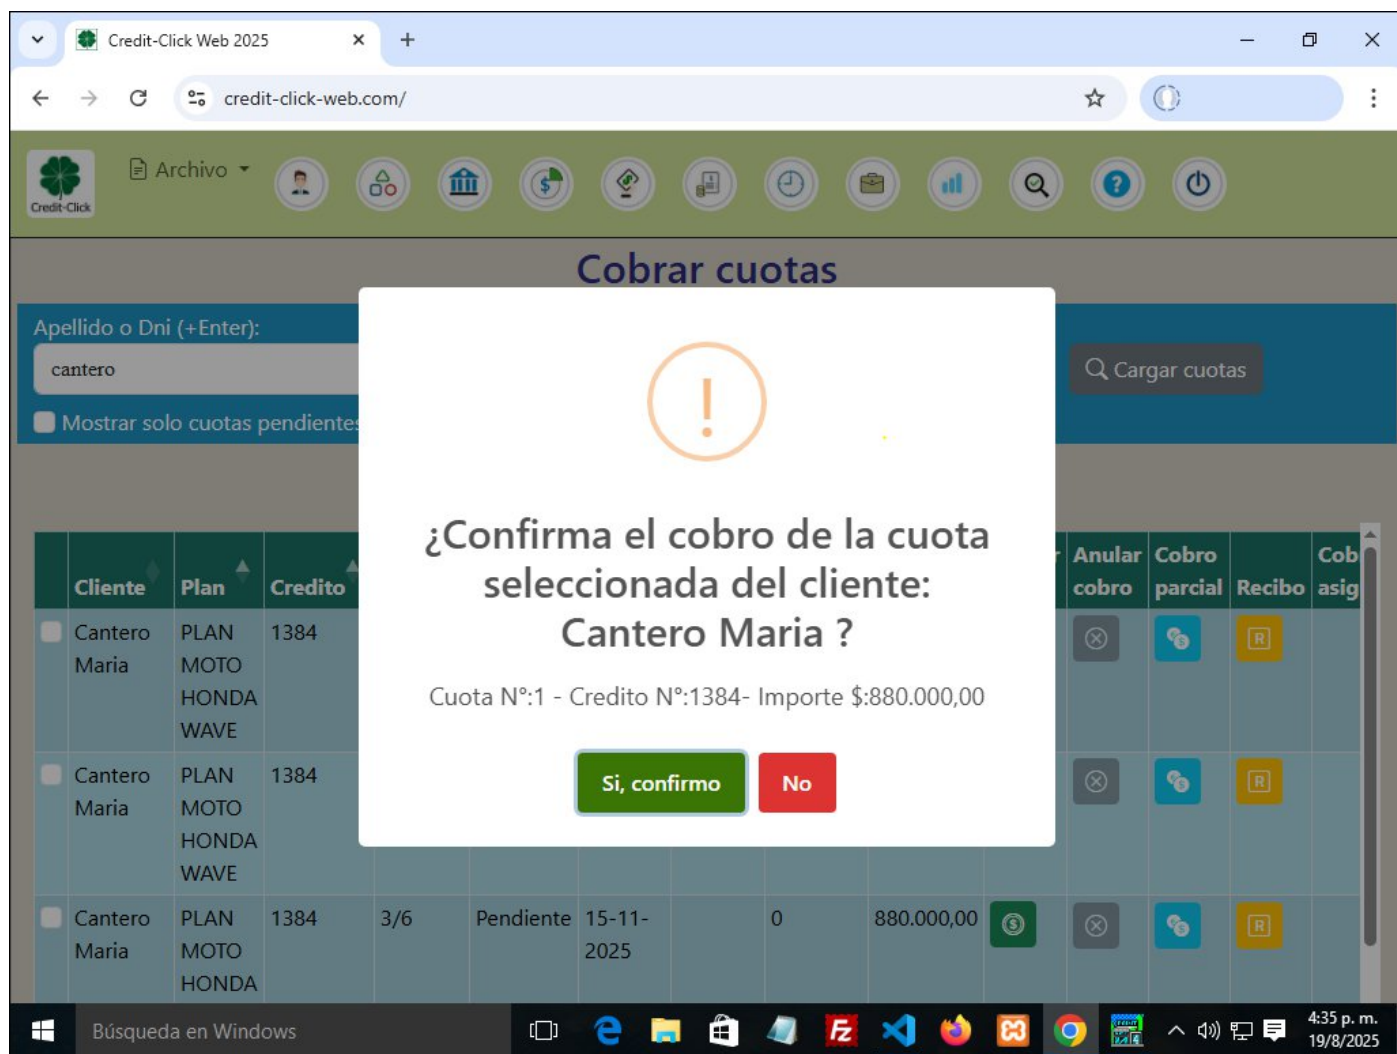 Credit-Click Web 2025
credit-click-web.com/
Credit-Click
Archivo
Cobrar cuotas
Apellido o Dni (+Enter):
cantero
Cargar cuotas
Mostrar solo cuotas pendientes
¿Confirma el cobro de la cuota
seleccionada del cliente:
Cantero Maria ?
Cuota N°:1 - Credito N°:1384- Importe $:880.000,00
Si, confirmo No
Cliente Plan Credito Anular cobro Cobro parcial Recibo
Cantero Maria PLAN MOTO HONDA WAVE 1384
Cantero Maria PLAN MOTO HONDA WAVE 1384
Cantero Maria PLAN MOTO HONDA 1384 3/6 Pendiente 15-11-2025 0 880.000,00
Búsqueda en Windows
4:35 p. m.
19/8/2025